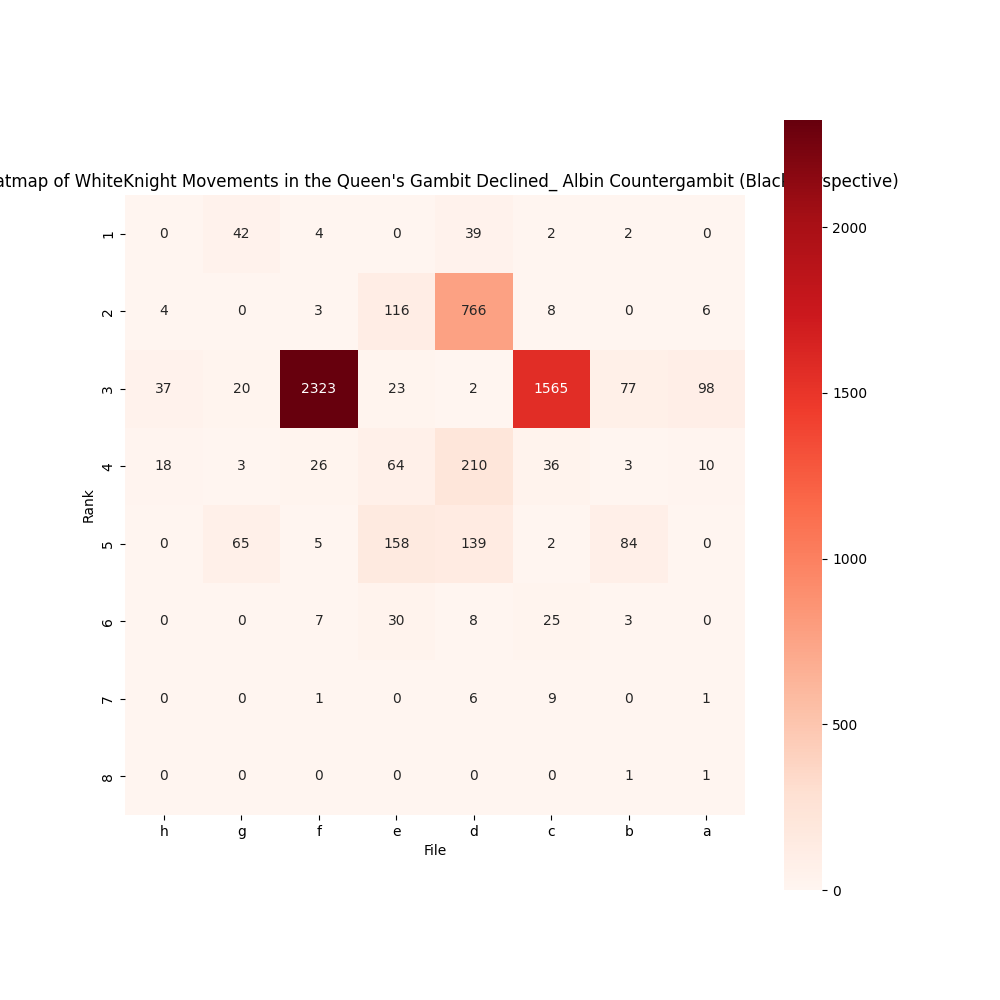 atmap of WhiteKnight Movements in the Queen's Gambit Declined_ Albin Countergambit (Black Perspective)
1 0 42 4 0 39 2 2 0
2 4 0 3 116 766 8 0 6
3 37 20 2323 23 2 1565 77 98
4 18 3 26 64 210 36 3 10
5 0 65 5 158 139 2 84 0
6 0 0 7 30 8 25 3 0
7 0 0 1 0 6 9 0 1
8 0 0 0 0 0 0 1 1
Rank
h g f e d c b a
File
2000
1500
1000
500
0